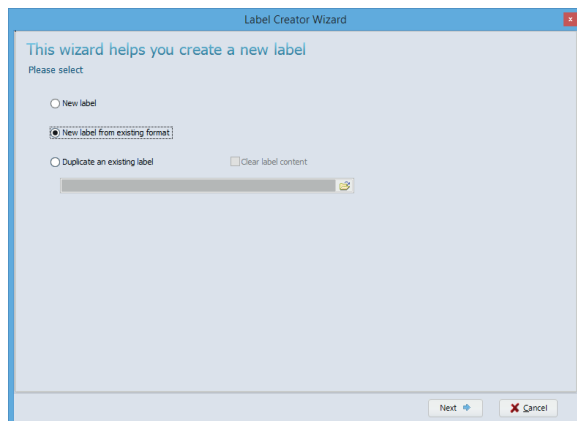 Label Creator Wizard
This wizard helps you create a new label
Please select
New label
New label from existing format
Duplicate an existing label Clear label content
Next Cancel